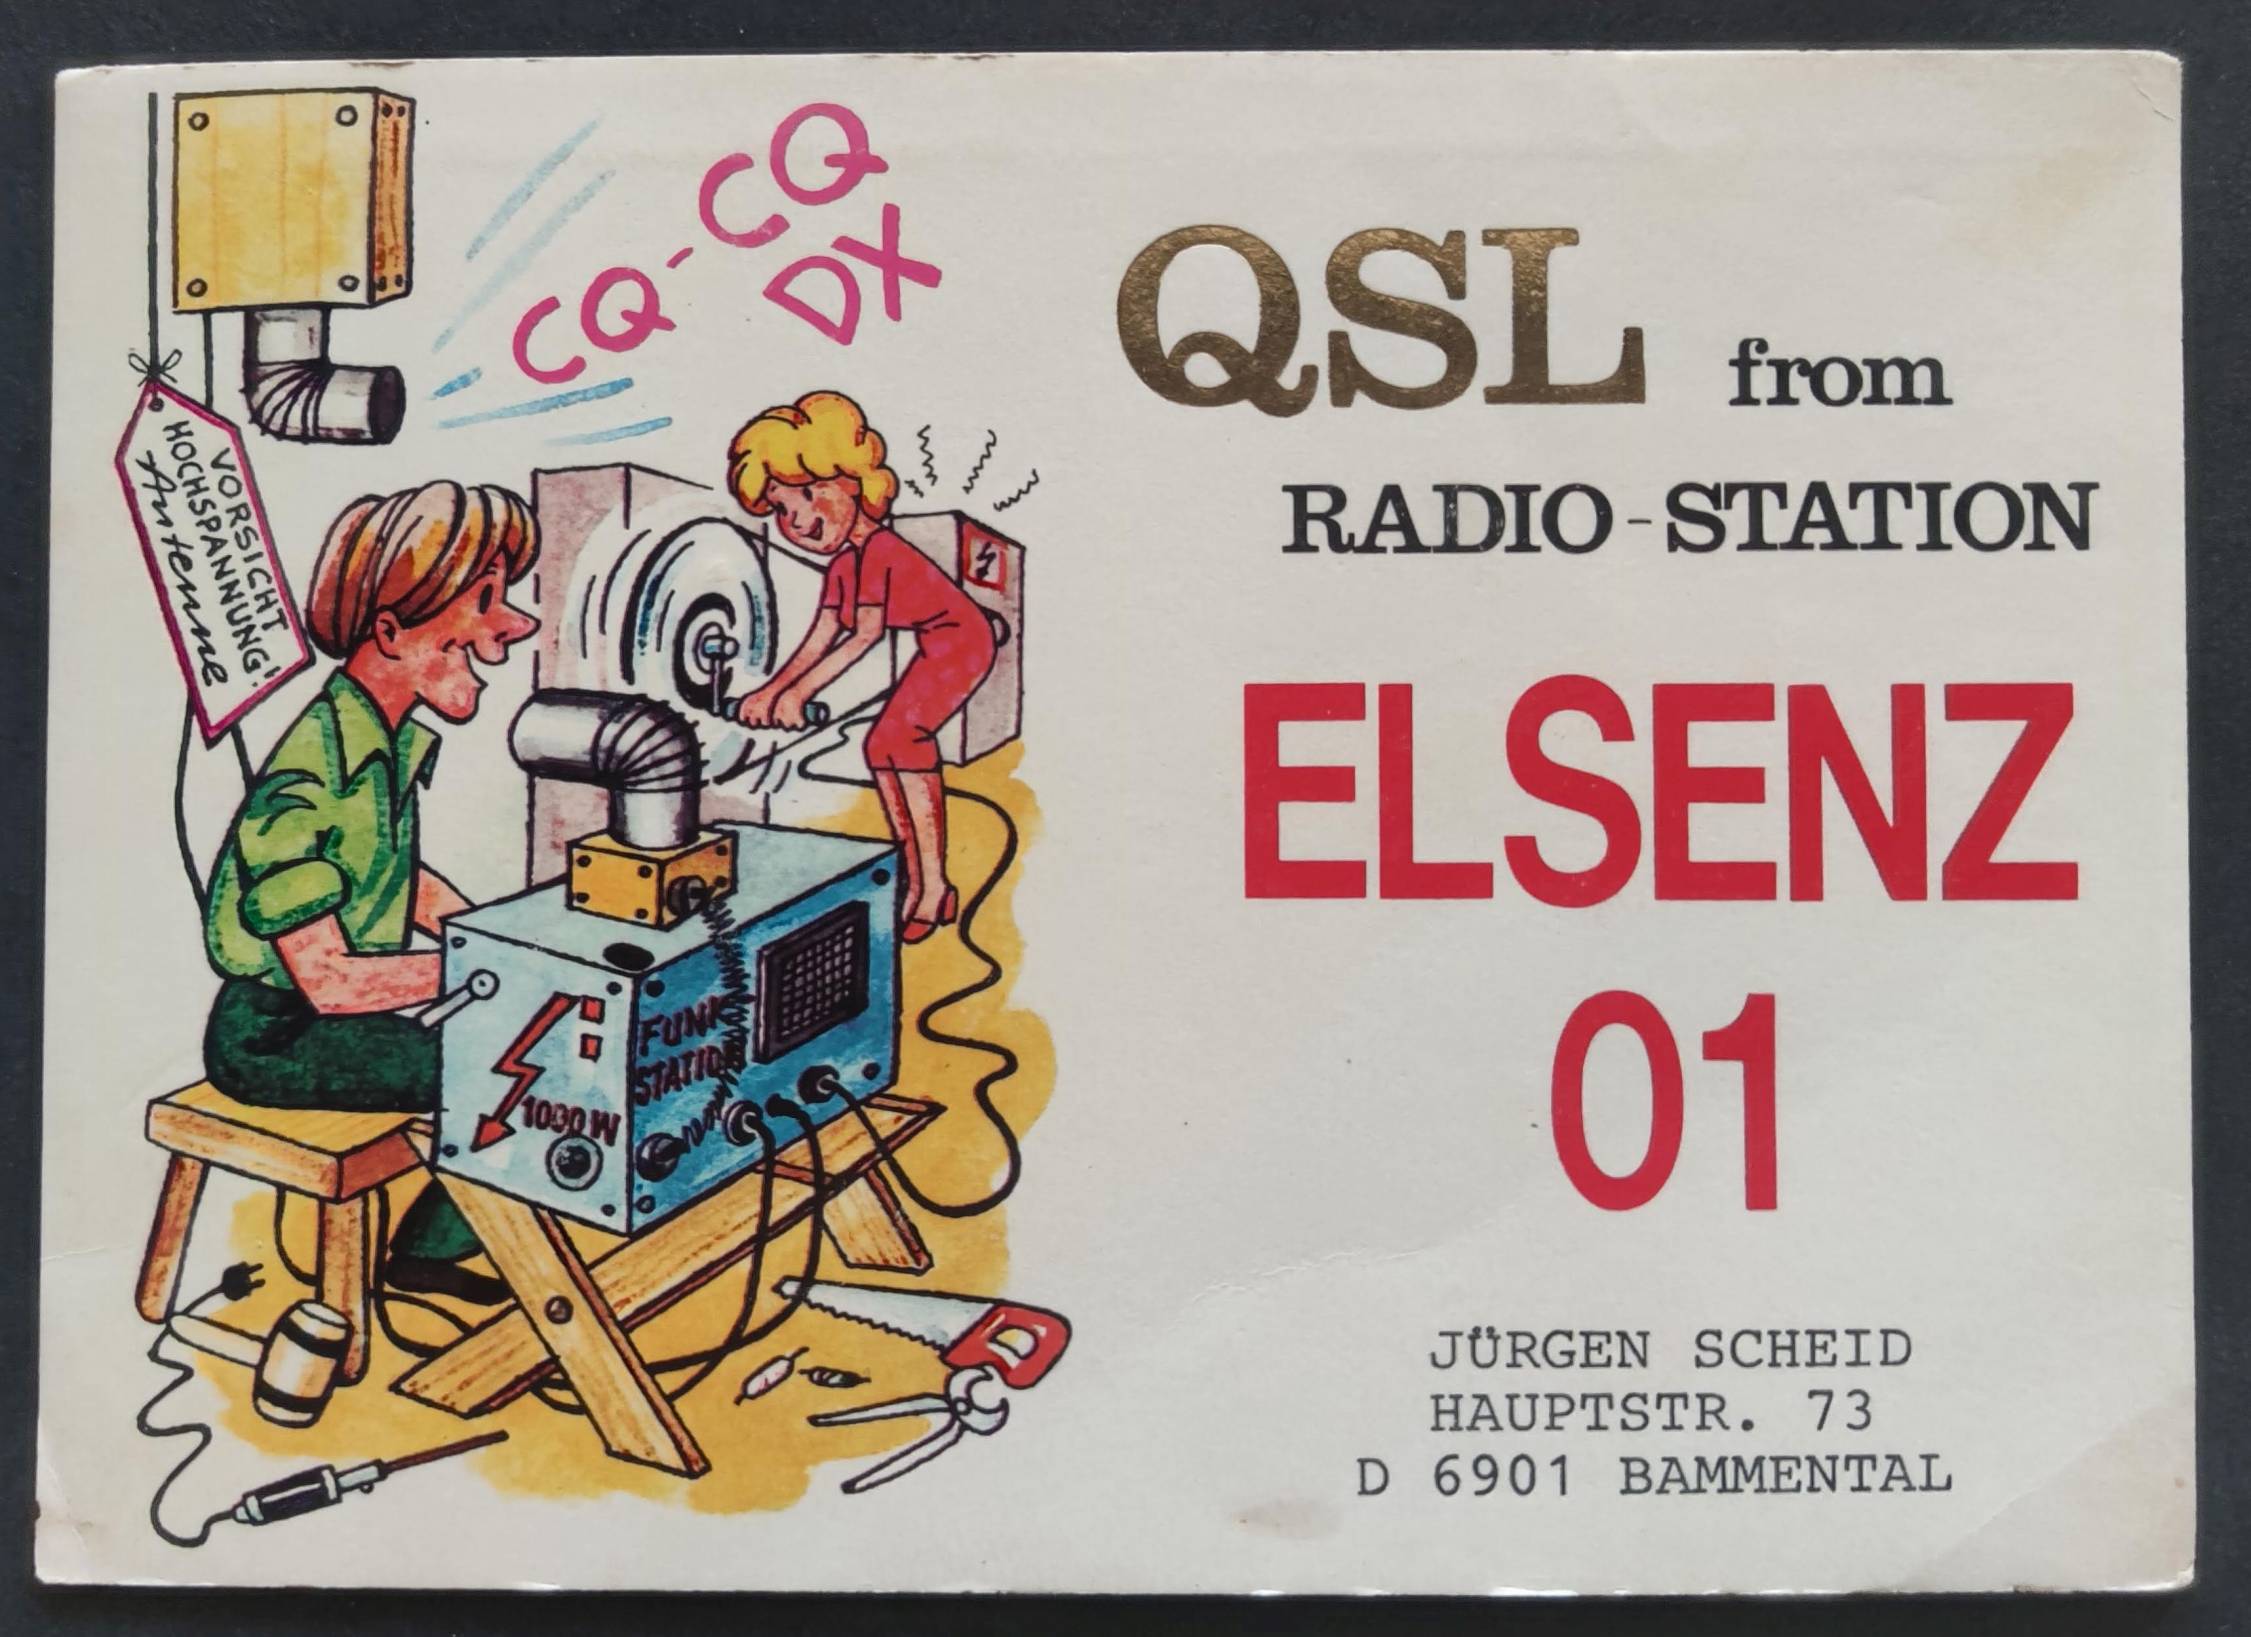 CQ-CQ
DX
VORSICHT
HOCHSPANNUNG!
Antenne
FUNK
STATION
1000W
QSL from
RADIO-STATION
ELSENZ
01
JÜRGEN SCHEID
HAUPTSTR. 73
D 6901 BAMMENTAL